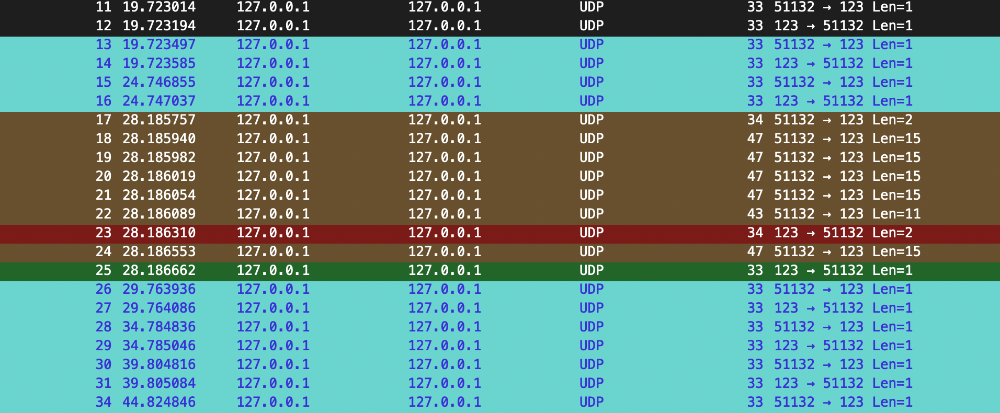 11 19.723014 127.0.0.1 127.0.0.1 UDP 33 51132 → 123 Len=1
12 19.723194 127.0.0.1 127.0.0.1 UDP 33 123 → 51132 Len=1
13 19.723497 127.0.0.1 127.0.0.1 UDP 33 51132 → 123 Len=1
14 19.723585 127.0.0.1 127.0.0.1 UDP 33 123 → 51132 Len=1
15 24.746855 127.0.0.1 127.0.0.1 UDP 33 51132 → 123 Len=1
16 24.747037 127.0.0.1 127.0.0.1 UDP 33 123 → 51132 Len=1
17 28.185757 127.0.0.1 127.0.0.1 UDP 34 51132 → 123 Len=2
18 28.185940 127.0.0.1 127.0.0.1 UDP 47 51132 → 123 Len=15
19 28.185982 127.0.0.1 127.0.0.1 UDP 47 51132 → 123 Len=15
20 28.186019 127.0.0.1 127.0.0.1 UDP 47 51132 → 123 Len=15
21 28.186054 127.0.0.1 127.0.0.1 UDP 47 51132 → 123 Len=15
22 28.186089 127.0.0.1 127.0.0.1 UDP 43 51132 → 123 Len=11
23 28.186310 127.0.0.1 127.0.0.1 UDP 34 123 → 51132 Len=2
24 28.186553 127.0.0.1 127.0.0.1 UDP 47 51132 → 123 Len=15
25 28.186662 127.0.0.1 127.0.0.1 UDP 33 123 → 51132 Len=1
26 29.763936 127.0.0.1 127.0.0.1 UDP 33 51132 → 123 Len=1
27 29.764086 127.0.0.1 127.0.0.1 UDP 33 123 → 51132 Len=1
28 34.784836 127.0.0.1 127.0.0.1 UDP 33 51132 → 123 Len=1
29 34.785046 127.0.0.1 127.0.0.1 UDP 33 123 → 51132 Len=1
30 39.804816 127.0.0.1 127.0.0.1 UDP 33 51132 → 123 Len=1
31 39.805084 127.0.0.1 127.0.0.1 UDP 33 123 → 51132 Len=1
34 44.824846 127.0.0.1 127.0.0.1 UDP 33 51132 → 123 Len=1